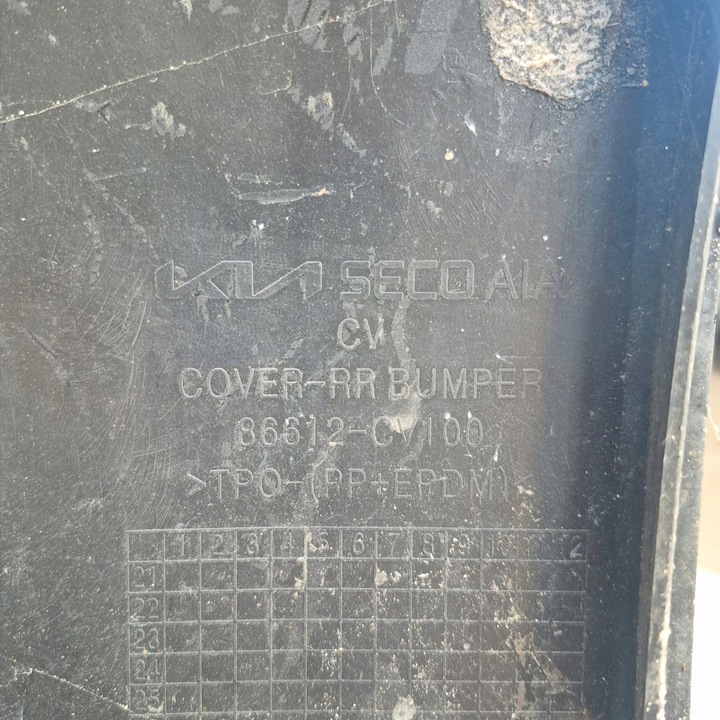 KIA SECO AIA
CV
COVER-RR BUMPER
86612-CV100
>TPO-(PP+EPDM)<
1 2 3 4 5 6 7 8 9 10 11 12
21
22
23
24
25